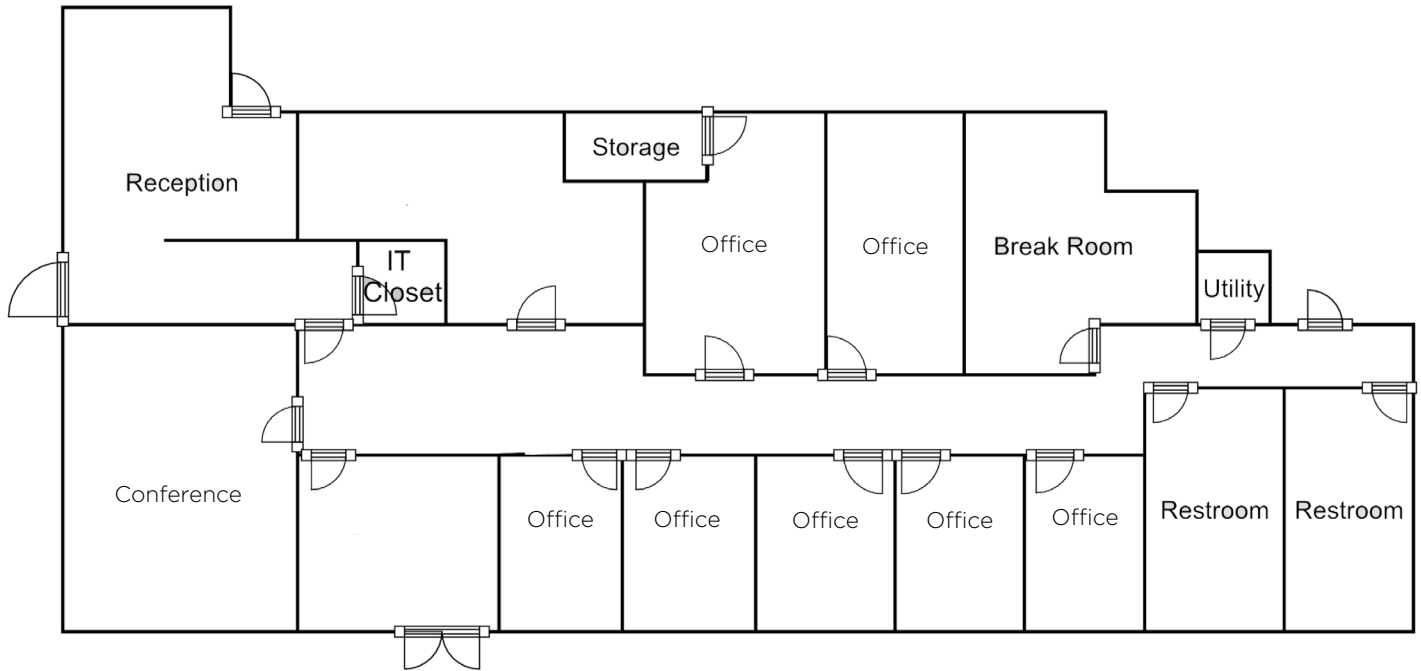 Storage
Reception
Office
Office
Break Room
IT
Closet
Utility
Conference
Office
Office
Office
Office
Office
Restroom
Restroom